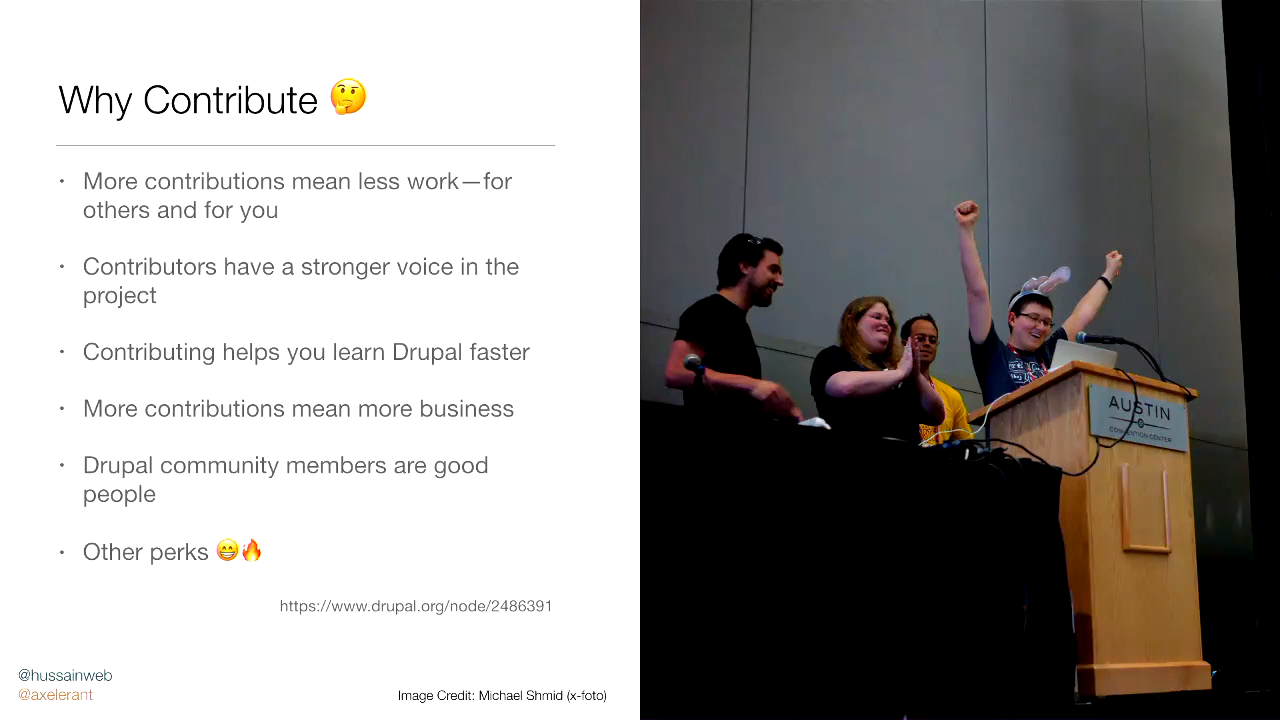 Why Contribute 🤔
• More contributions mean less work—for
others and for you
• Contributors have a stronger voice in the
project
• Contributing helps you learn Drupal faster
• More contributions mean more business
• Drupal community members are good
people
• Other perks 😁🔥
https://www.drupal.org/node/2486391
@hussainweb
@axelerant
Image Credit: Michael Shmid (x-foto)
AUSTIN
CONVENTION CENTER